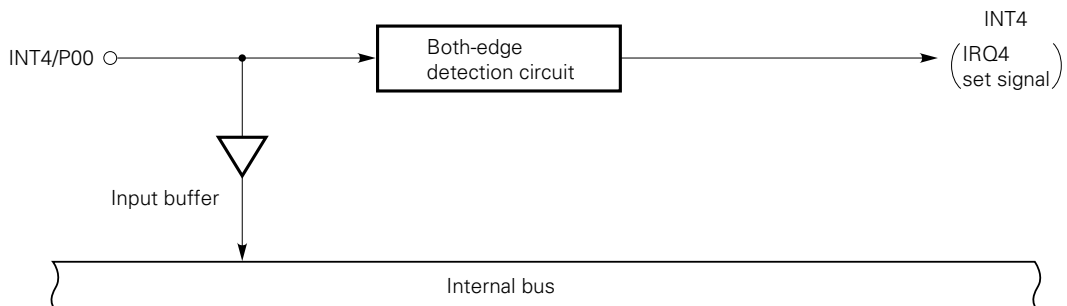 INT4
INT4/P00
Both-edge
detection circuit
IRQ4
set signal
Input buffer
Internal bus